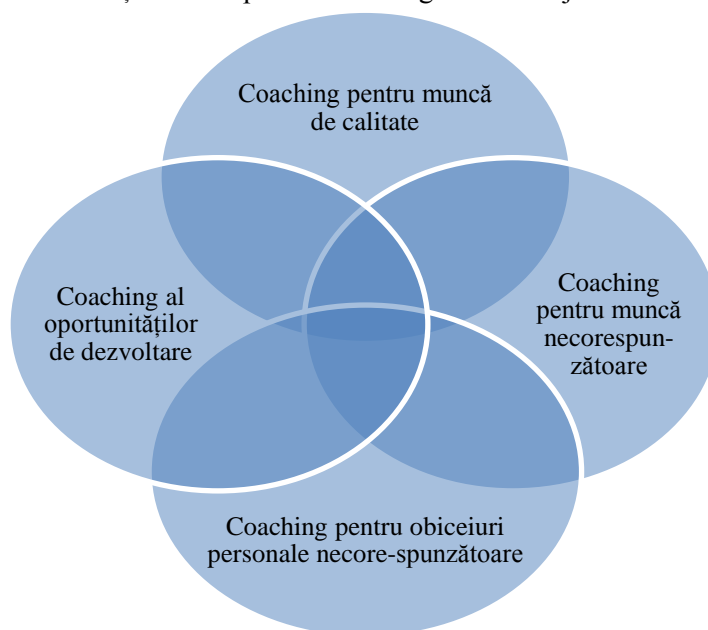 Coaching pentru muncă
de calitate
Coaching al
oportunităților
de dezvoltare
Coaching
pentru muncă
necorespun-
zătoare
Coaching pentru obiceiuri
personale necore-spunzătoare